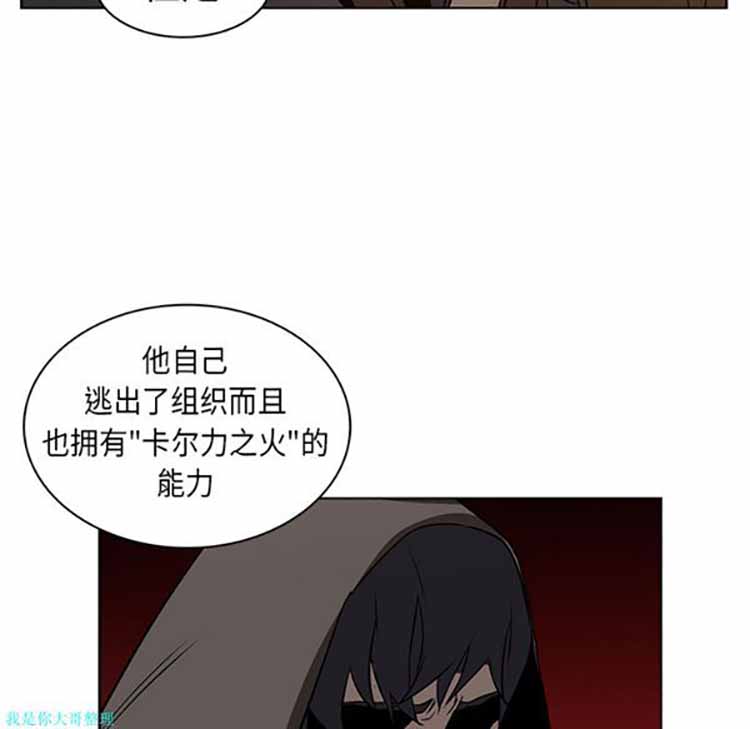 他自己
逃出了组织而且
也拥有"卡尔力之火"的
能力
我是你大哥整理